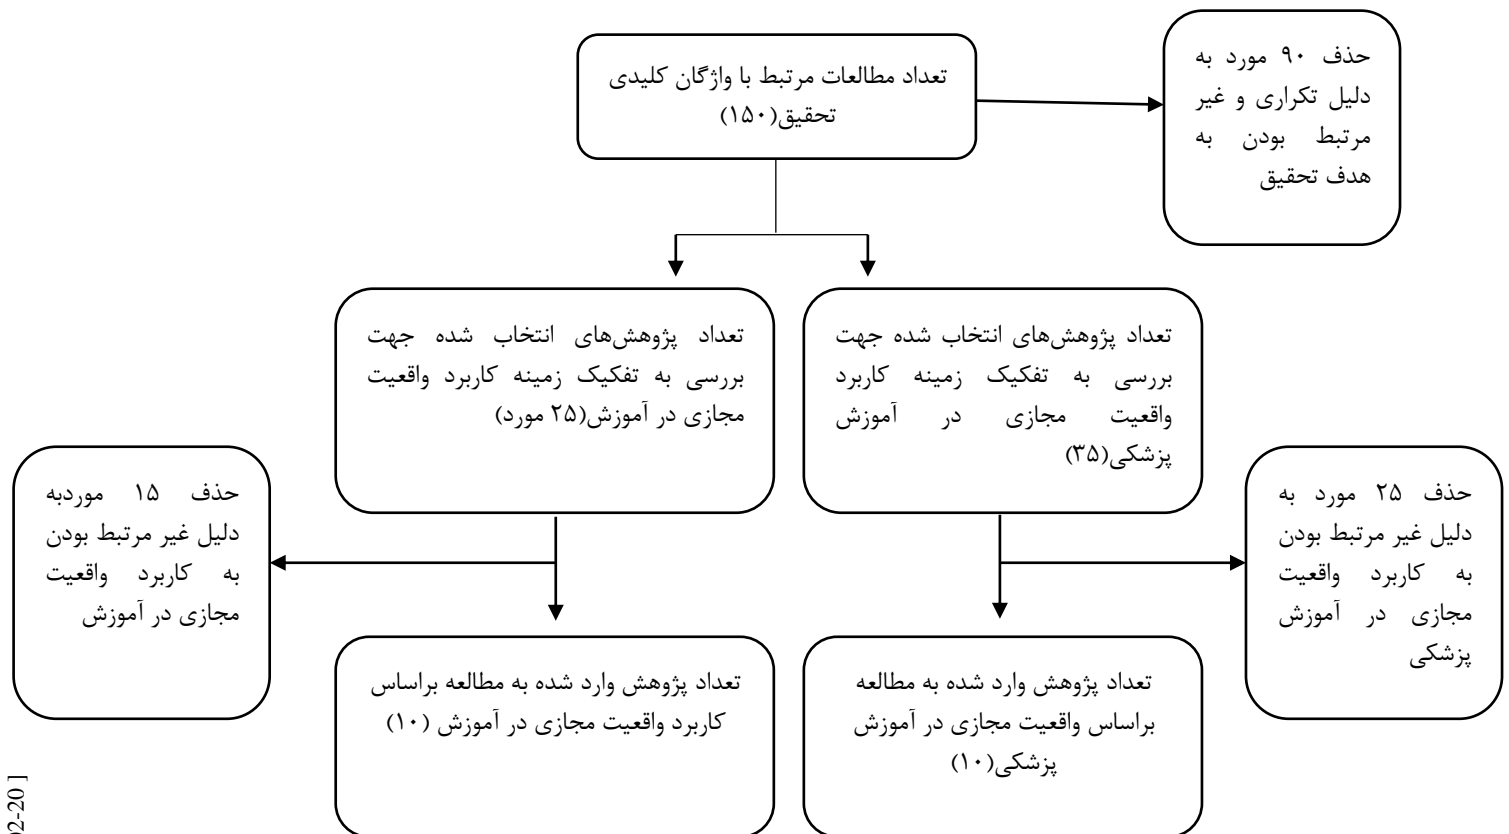 تعداد مطالعات مرتبط با واژگان کلیدی
تحقیق(۱۵۰)
حذف ۹۰ مورد به
دلیل تکراری و غیر
مرتبط بودن به
هدف تحقیق
تعداد پژوهش‌های انتخاب شده جهت
بررسی به تفکیک زمینه کاربرد
واقعیت مجازی در آموزش
پزشکی(۳۵)
تعداد پژوهش‌های انتخاب شده جهت
بررسی به تفکیک زمینه کاربرد واقعیت
مجازی در آموزش(۲۵ مورد)
حذف ۲۵ مورد به
دلیل غیر مرتبط بودن
به کاربرد واقعیت
مجازی در آموزش
پزشکی
حذف ۱۵ موردبه
دلیل غیر مرتبط بودن
به کاربرد واقعیت
مجازی در آموزش
تعداد پژوهش وارد شده به مطالعه
براساس واقعیت مجازی در آموزش
پزشکی(۱۰)
تعداد پژوهش وارد شده به مطالعه براساس
کاربرد واقعیت مجازی در آموزش (۱۰)
02-20 ]